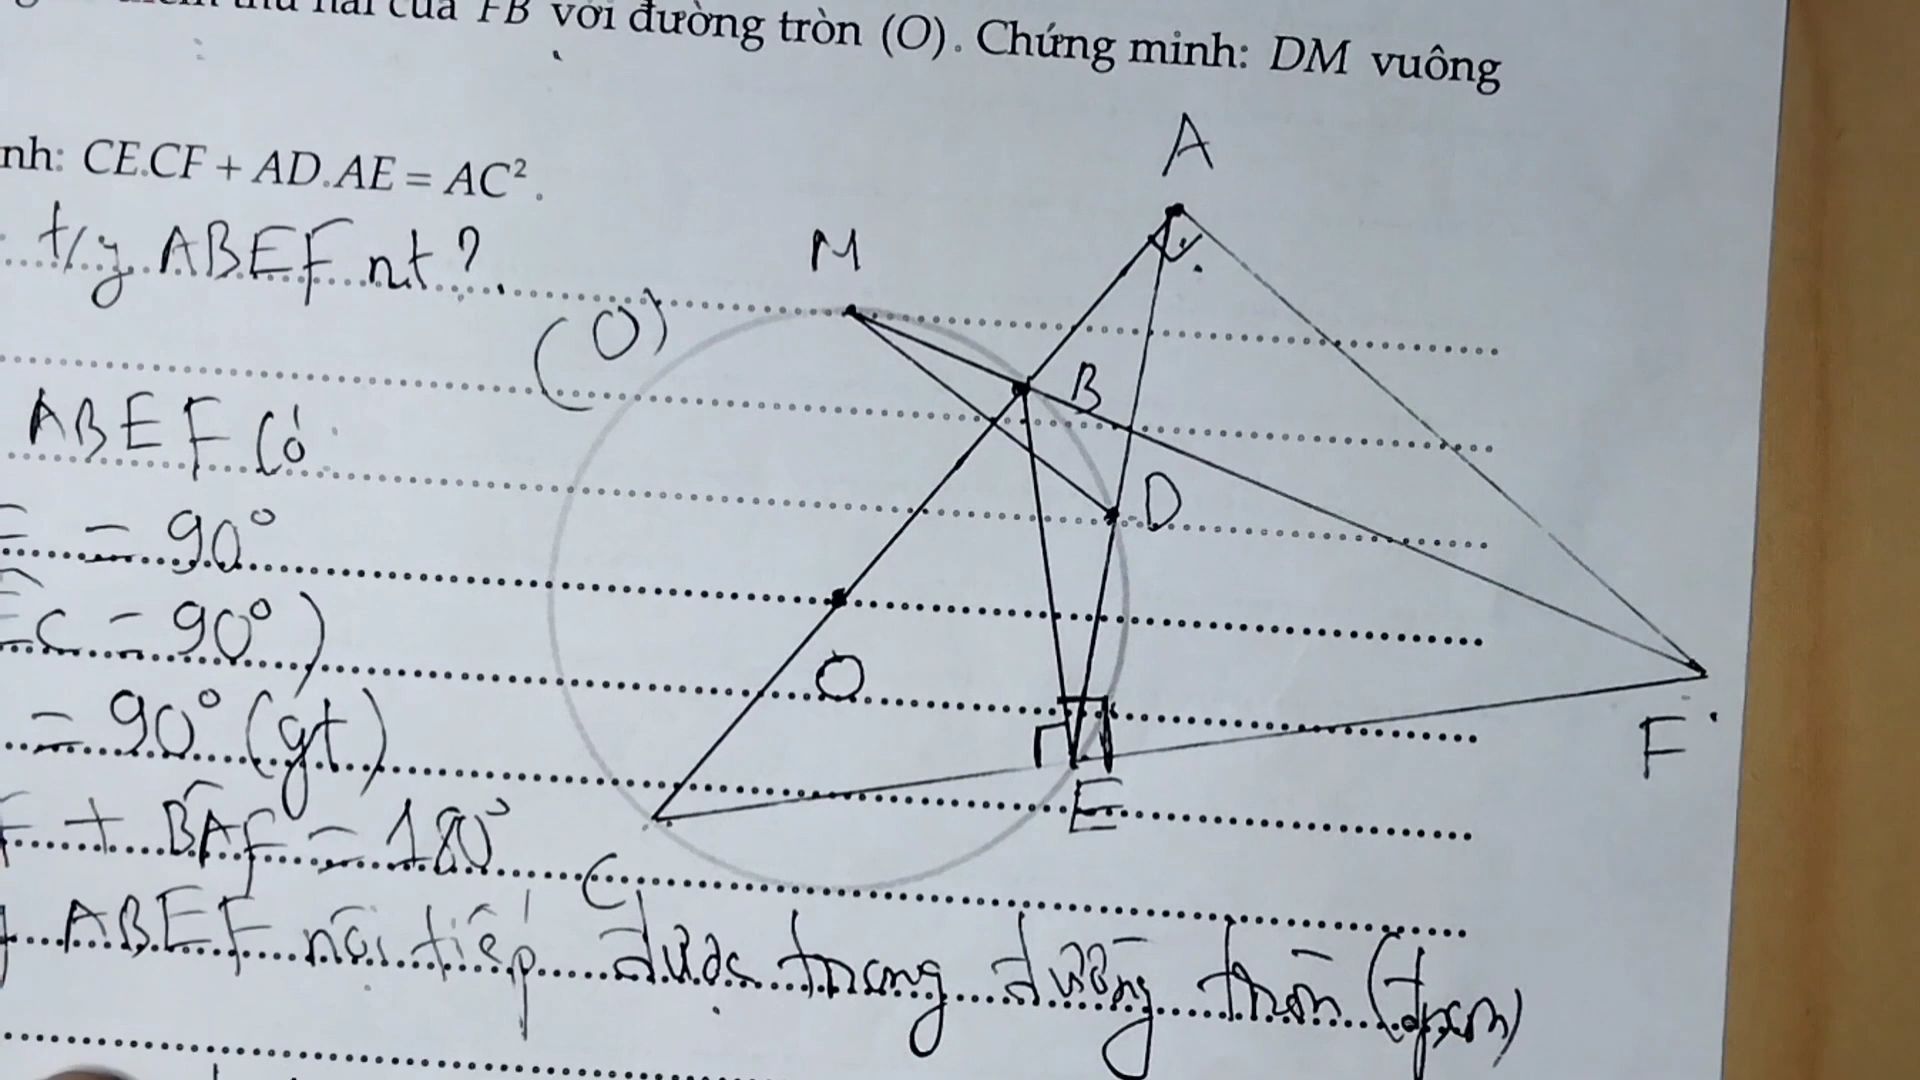 của FB với đường tròn (O). Chứng minh: DM vuông
nh: CE.CF + AD.AE = AC².
t/g ABEF nt?
(O)
ABEF có
= 90°
EC = 90°)
= 90° (gt)
+ BAF = 180°
ABEF nội tiếp được trong đường tròn (đpcm)
A
M
B
D
O
E
F
C